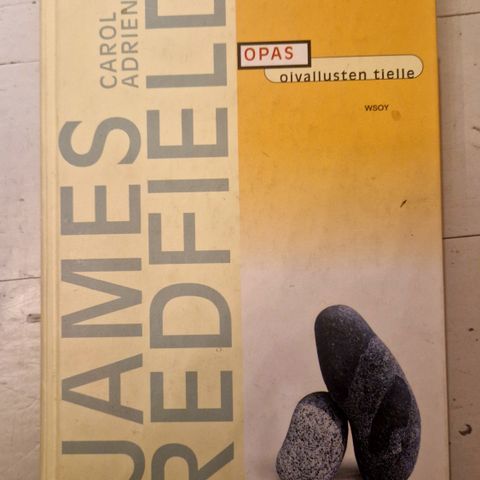 JAMES
REDFIELD
CAROL
ADRIEN
OPAS
oivallusten tielle
WSOY